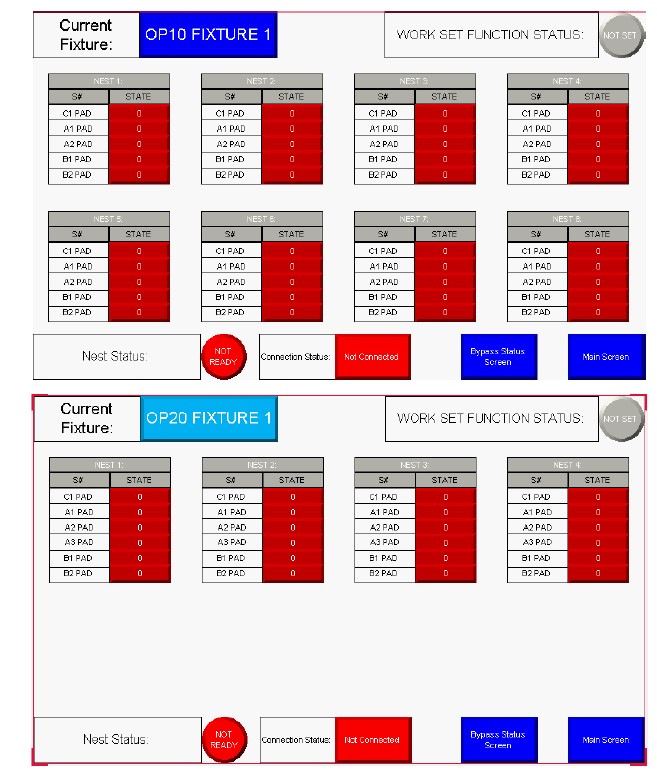 Current Fixture: OP10 FIXTURE 1 WORK SET FUNCTION STATUS: NOT SET
NEST 1: NEST 2: NEST 3: NEST 4:
S# STATE S# STATE S# STATE S# STATE
C1 PAD 0 C1 PAD 0 C1 PAD 0 C1 PAD 0
A1 PAD 0 A1 PAD 0 A1 PAD 0 A1 PAD 0
A2 PAD 0 A2 PAD 0 A2 PAD 0 A2 PAD 0
B1 PAD 0 B1 PAD 0 B1 PAD 0 B1 PAD 0
B2 PAD 0 B2 PAD 0 B2 PAD 0 B2 PAD 0
NEST 5: NEST 6: NEST 7: NEST 8:
S# STATE S# STATE S# STATE S# STATE
C1 PAD 0 C1 PAD 0 C1 PAD 0 C1 PAD 0
A1 PAD 0 A1 PAD 0 A1 PAD 0 A1 PAD 0
A2 PAD 0 A2 PAD 0 A2 PAD 0 A2 PAD 0
B1 PAD 0 B1 PAD 0 B1 PAD 0 B1 PAD 0
B2 PAD 0 B2 PAD 0 B2 PAD 0 B2 PAD 0
Nest Status: NOT READY Connection Status: Not Connected Bypass Status Screen Main Screen
Current Fixture: OP20 FIXTURE 1 WORK SET FUNCTION STATUS: NOT SET
NEST 1: NEST 2: NEST 3: NEST 4:
S# STATE S# STATE S# STATE S# STATE
C1 PAD 0 C1 PAD 0 C1 PAD 0 C1 PAD 0
A1 PAD 0 A1 PAD 0 A1 PAD 0 A1 PAD 0
A2 PAD 0 A2 PAD 0 A2 PAD 0 A2 PAD 0
A3 PAD 0 A3 PAD 0 A3 PAD 0 A3 PAD 0
B1 PAD 0 B1 PAD 0 B1 PAD 0 B1 PAD 0
B2 PAD 0 B2 PAD 0 B2 PAD 0 B2 PAD 0
Nest Status: NOT READY Connection Status: Not Connected Bypass Status Screen Main Screen